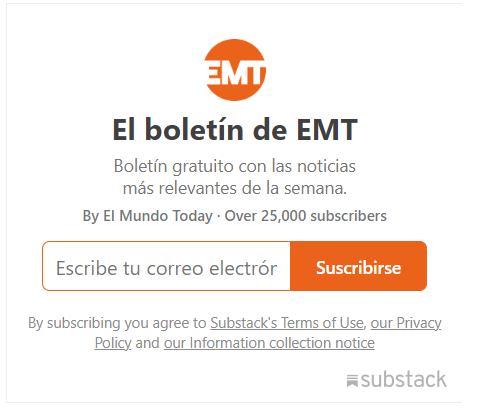 EMT
El boletín de EMT
Boletín gratuito con las noticias
más relevantes de la semana.
By El Mundo Today · Over 25,000 subscribers
Escribe tu correo electrór Suscribirse
By subscribing you agree to Substack's Terms of Use, our Privacy
Policy and our Information collection notice
substack